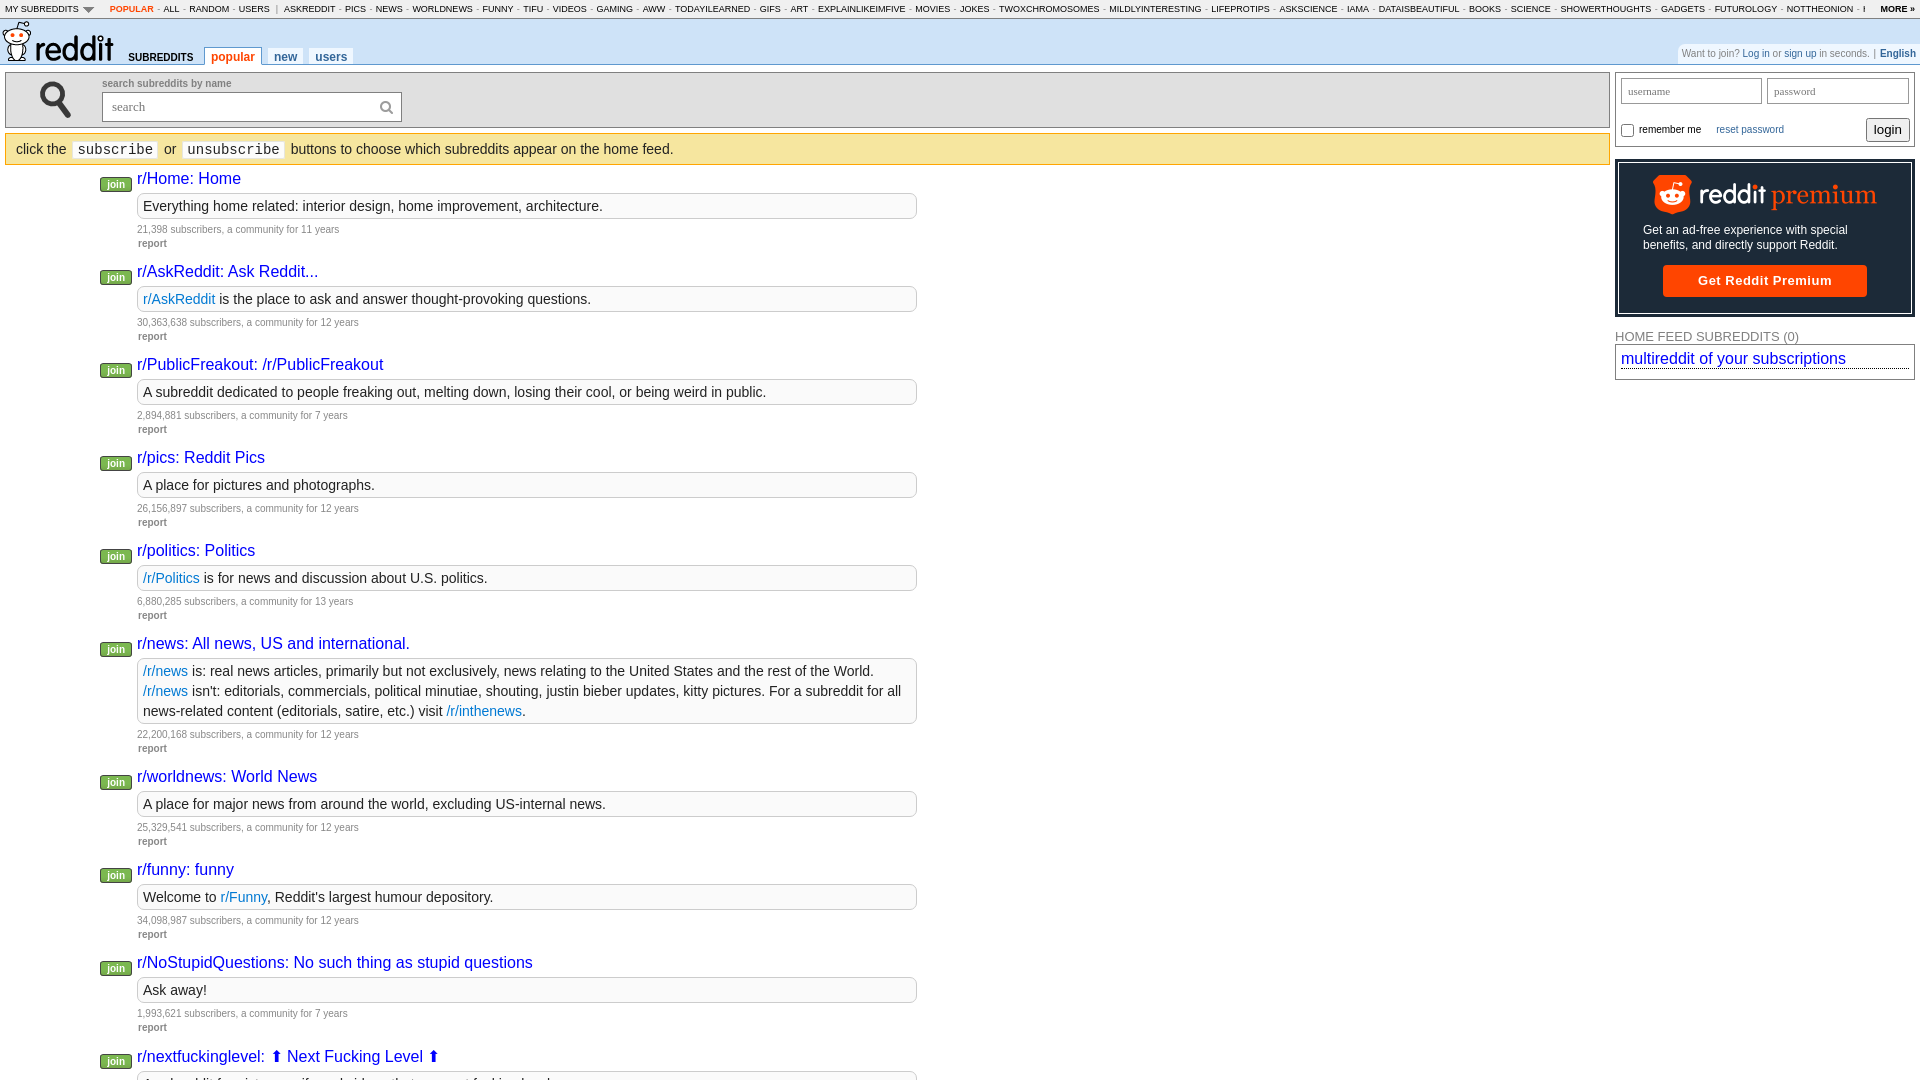 MY SUBREDDITS POPULAR - ALL - RANDOM - USERS | ASKREDDIT - PICS - NEWS - WORLDNEWS - FUNNY - TIFU - VIDEOS - GAMING - AWW - TODAYILEARNED - GIFS - ART - EXPLAINLIKEIMFIVE - MOVIES - JOKES - TWOXCHROMOSOMES - MILDLYINTERESTING - LIFEPROTIPS - ASKSCIENCE - IAMA - DATAISBEAUTIFUL - BOOKS - SCIENCE - SHOWERTHOUGHTS - GADGETS - FUTUROLOGY - NOTTHEONION - MORE »
reddit SUBREDDITS popular new users
Want to join? Log in or sign up in seconds. | English
search subreddits by name
search
username password
remember me reset password login
click the subscribe or unsubscribe buttons to choose which subreddits appear on the home feed.
join r/Home: Home
Everything home related: interior design, home improvement, architecture.
21,398 subscribers, a community for 11 years
report
join r/AskReddit: Ask Reddit...
r/AskReddit is the place to ask and answer thought-provoking questions.
30,363,638 subscribers, a community for 12 years
report
join r/PublicFreakout: /r/PublicFreakout
A subreddit dedicated to people freaking out, melting down, losing their cool, or being weird in public.
2,894,881 subscribers, a community for 7 years
report
join r/pics: Reddit Pics
A place for pictures and photographs.
26,156,897 subscribers, a community for 12 years
report
join r/politics: Politics
/r/Politics is for news and discussion about U.S. politics.
6,880,285 subscribers, a community for 13 years
report
join r/news: All news, US and international.
/r/news is: real news articles, primarily but not exclusively, news relating to the United States and the rest of the World.
/r/news isn't: editorials, commercials, political minutiae, shouting, justin bieber updates, kitty pictures. For a subreddit for all
news-related content (editorials, satire, etc.) visit /r/inthenews.
22,200,168 subscribers, a community for 12 years
report
join r/worldnews: World News
A place for major news from around the world, excluding US-internal news.
25,329,541 subscribers, a community for 12 years
report
join r/funny: funny
Welcome to r/Funny, Reddit's largest humour depository.
34,098,987 subscribers, a community for 12 years
report
join r/NoStupidQuestions: No such thing as stupid questions
Ask away!
1,993,621 subscribers, a community for 7 years
report
join r/nextfuckinglevel: ⬆ Next Fucking Level ⬆
reddit premium
Get an ad-free experience with special
benefits, and directly support Reddit.
Get Reddit Premium
HOME FEED SUBREDDITS (0)
multireddit of your subscriptions